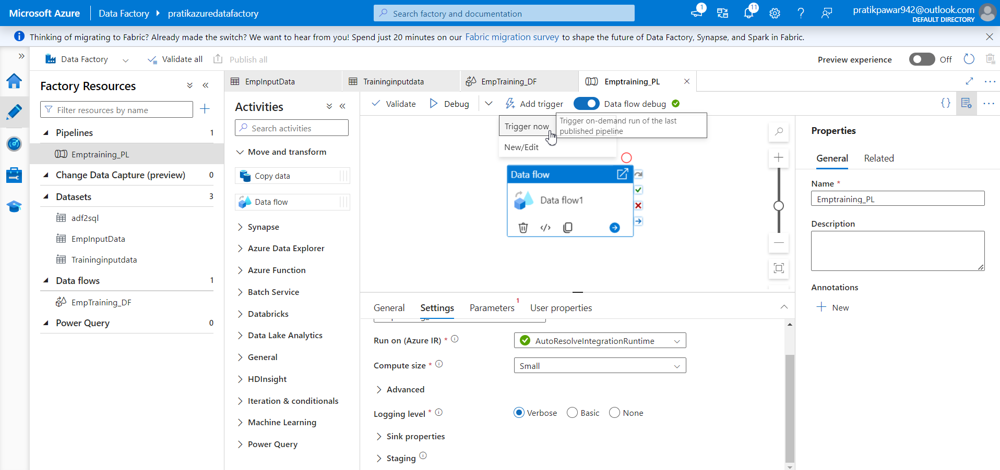 Microsoft Azure
Data Factory
pratikazuredatafactory
Search factory and documentation
1
11
pratikpawar942@outlook.com
DEFAULT DIRECTORY
Thinking of migrating to Fabric? Already made the switch? We want to hear from you! Spend just 20 minutes on our Fabric migration survey to shape the future of Data Factory, Synapse, and Spark in Fabric.
Data Factory
Validate all
Publish all
Preview experience
Off
Factory Resources
Filter resources by name
Pipelines
1
Emptraining_PL
Change Data Capture (preview)
0
Datasets
3
adf2sql
EmpInputData
Traininginputdata
Data flows
1
EmpTraining_DF
Power Query
0
EmpInputData
Traininginputdata
EmpTraining_DF
Emptraining_PL
Activities
Search activities
Move and transform
Copy data
Data flow
Synapse
Azure Data Explorer
Azure Function
Batch Service
Databricks
Data Lake Analytics
General
HDInsight
Iteration & conditionals
Machine Learning
Power Query
Validate
Debug
Add trigger
Data flow debug
Trigger now
New/Edit
Trigger on-demand run of the last
published pipeline
Data flow
Data flow1
General
Settings
Parameters
1
User properties
Run on (Azure IR) *
AutoResolveIntegrationRuntime
Compute size *
Small
Advanced
Logging level *
Verbose
Basic
None
Sink properties
Staging
Properties
General
Related
Name *
Emptraining_PL
Description
Annotations
New